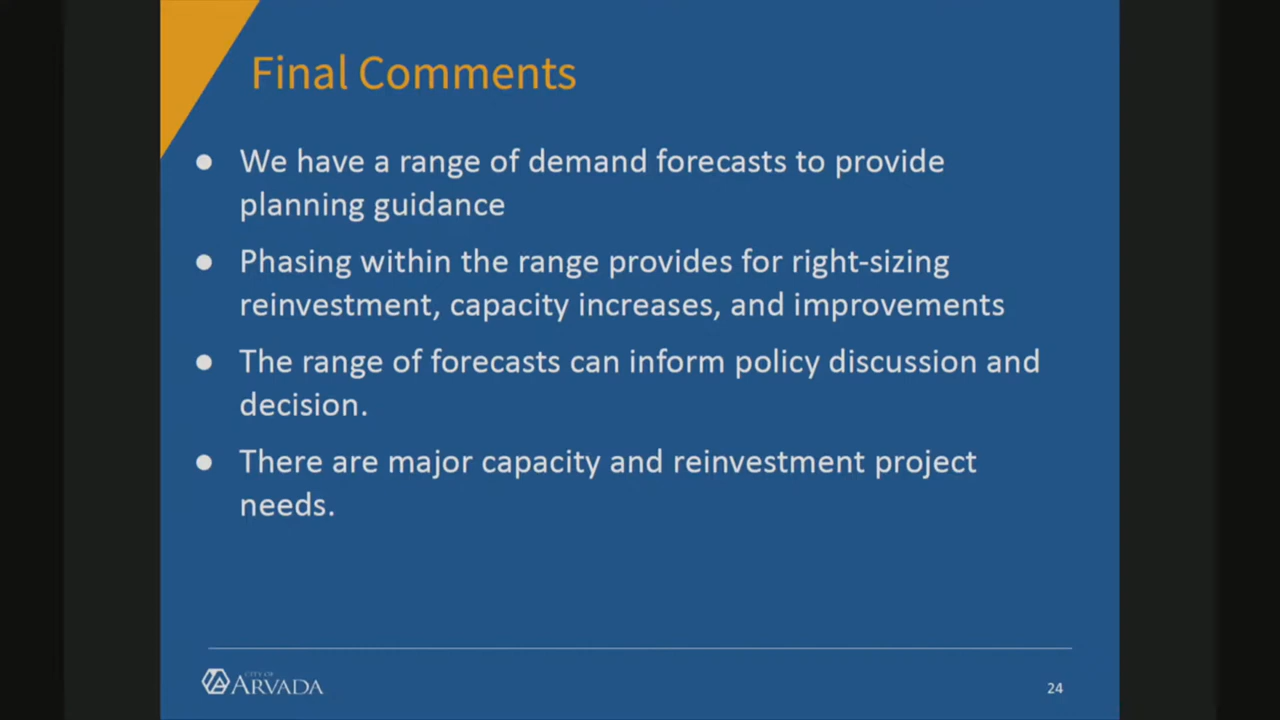 Final Comments
● We have a range of demand forecasts to provide
planning guidance
● Phasing within the range provides for right-sizing
reinvestment, capacity increases, and improvements
● The range of forecasts can inform policy discussion and
decision.
● There are major capacity and reinvestment project
needs.
CITY OF
ARVADA
24